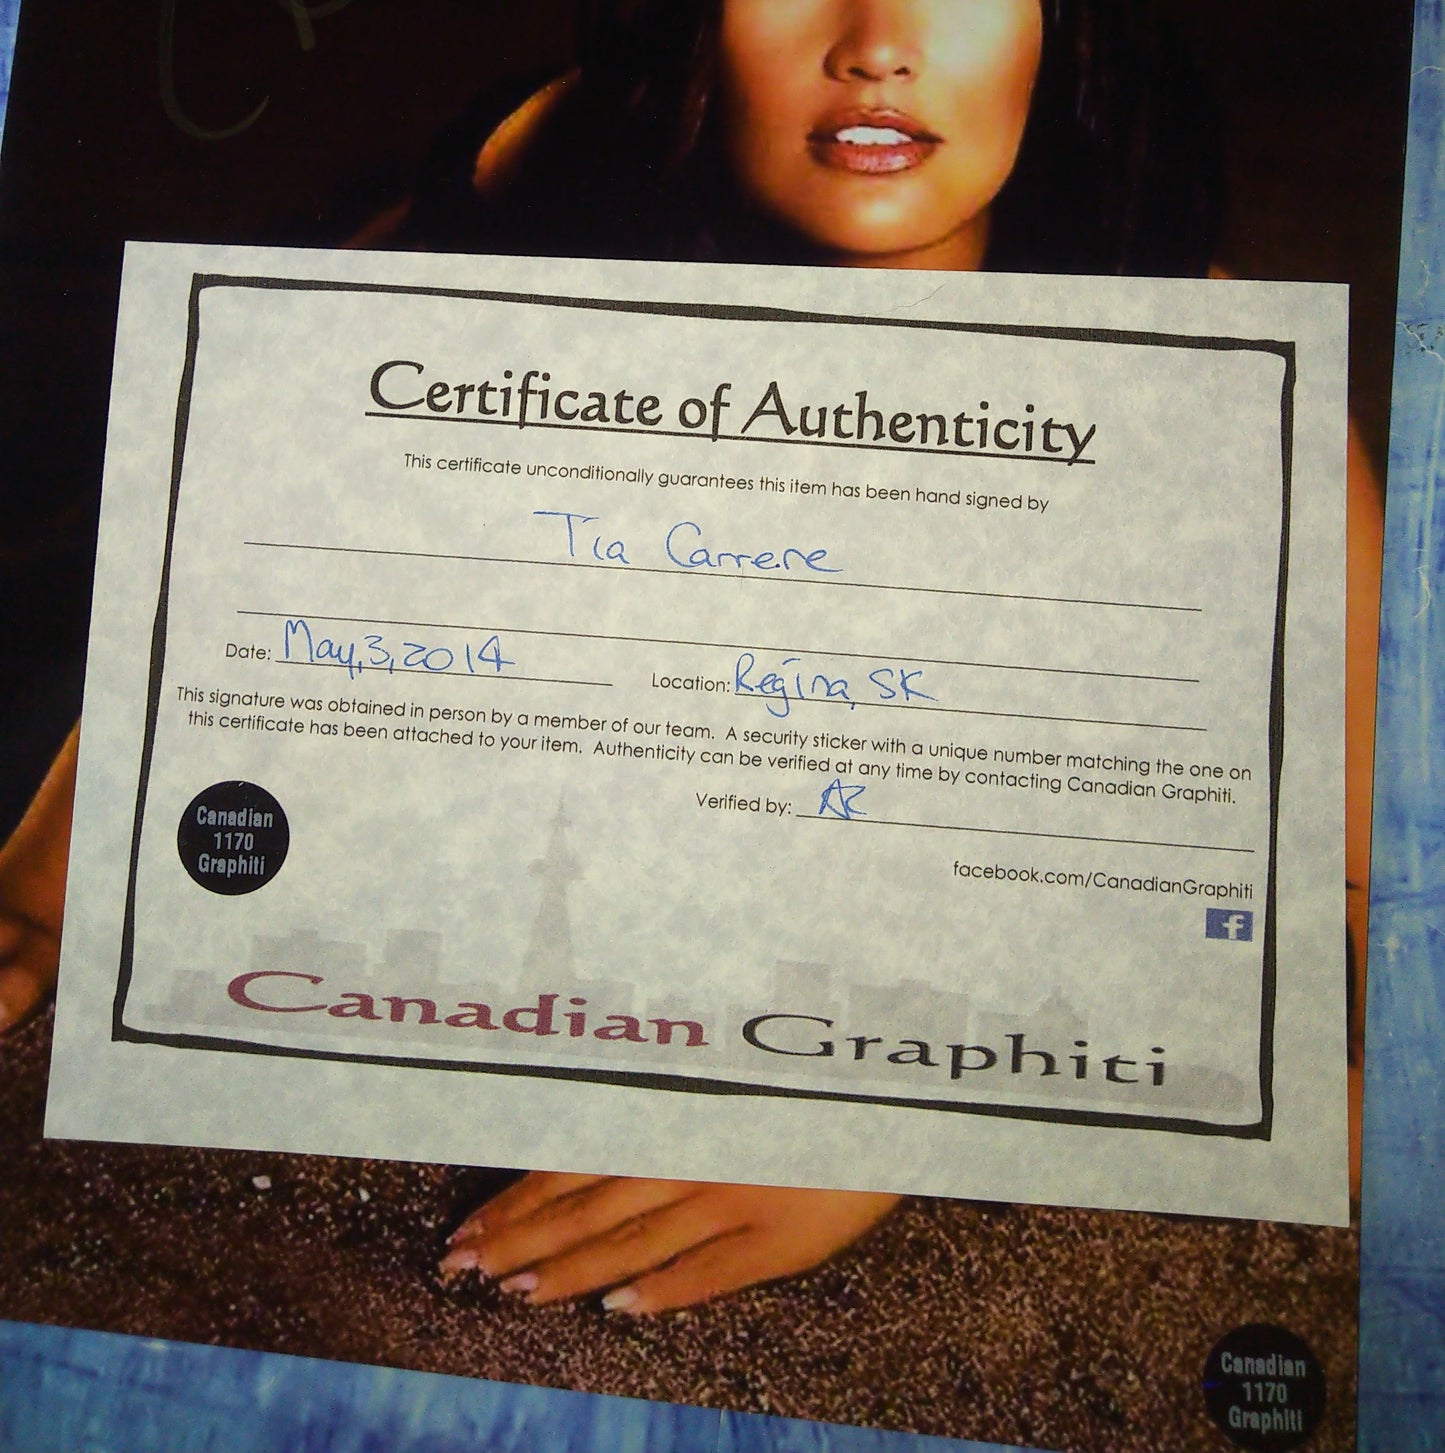 Certificate of Authenticity
This certificate unconditionally guarantees this item has been hand signed by
Tia Carrere
Date: May,3,2014
Location: Regina, SK
This signature was obtained in person by a member of our team. A security sticker with a unique number matching the one on
this certificate has been attached to your item. Authenticity can be verified at any time by contacting Canadian Graphiti.
Verified by:
Canadian
1170
Graphiti
facebook.com/CanadianGraphiti
f
Canadian Graphiti
Canadian
1170
Graphiti